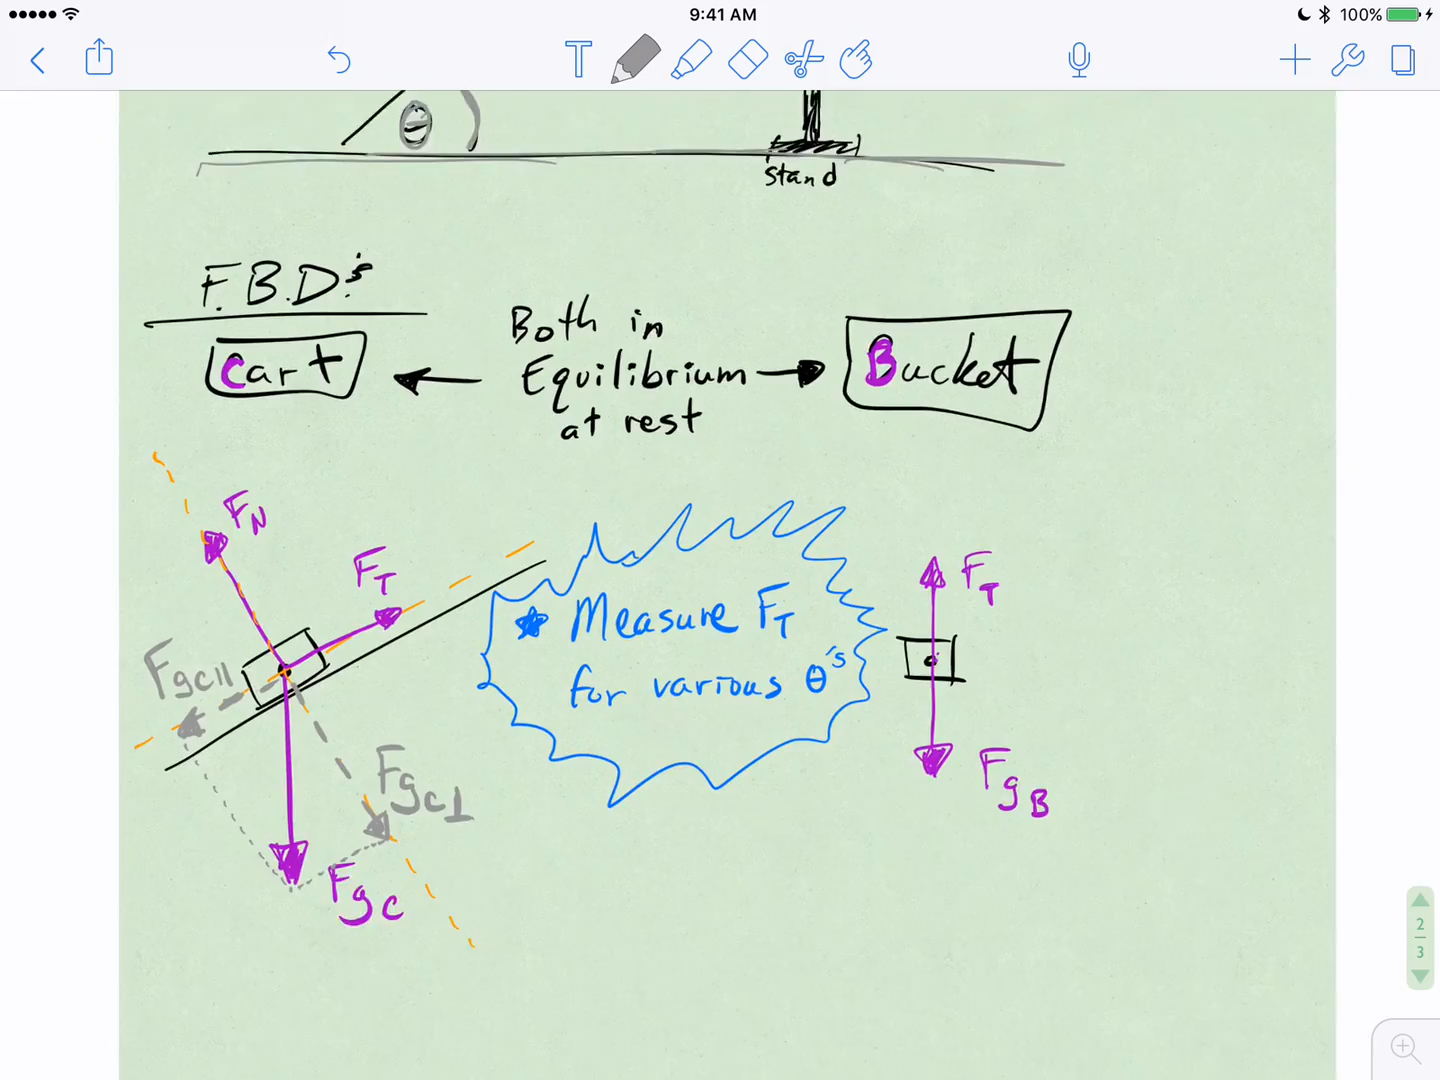 9:41 AM
100%
T
θ
stand
F.B.D.'s
Cart
Both in
Equilibrium
at rest
Bucket
FN
FT
Fgc||
Fgc⊥
Fgc
* Measure FT
for various θ's
FT
FgB
2
3